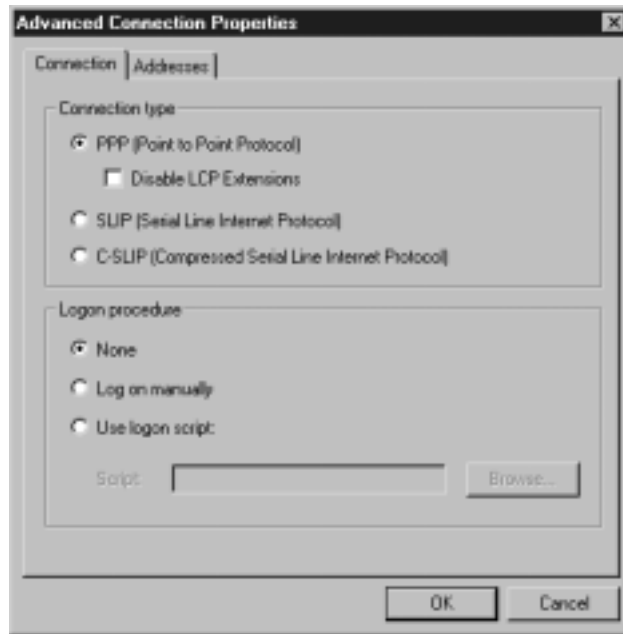 Advanced Connection Properties
Connection Addresses
Connection type
PPP (Point to Point Protocol)
Disable LCP Extensions
SLIP (Serial Line Internet Protocol)
C-SLIP (Compressed Serial Line Internet Protocol)
Logon procedure
None
Log on manually
Use logon script:
Script: Browse...
OK Cancel